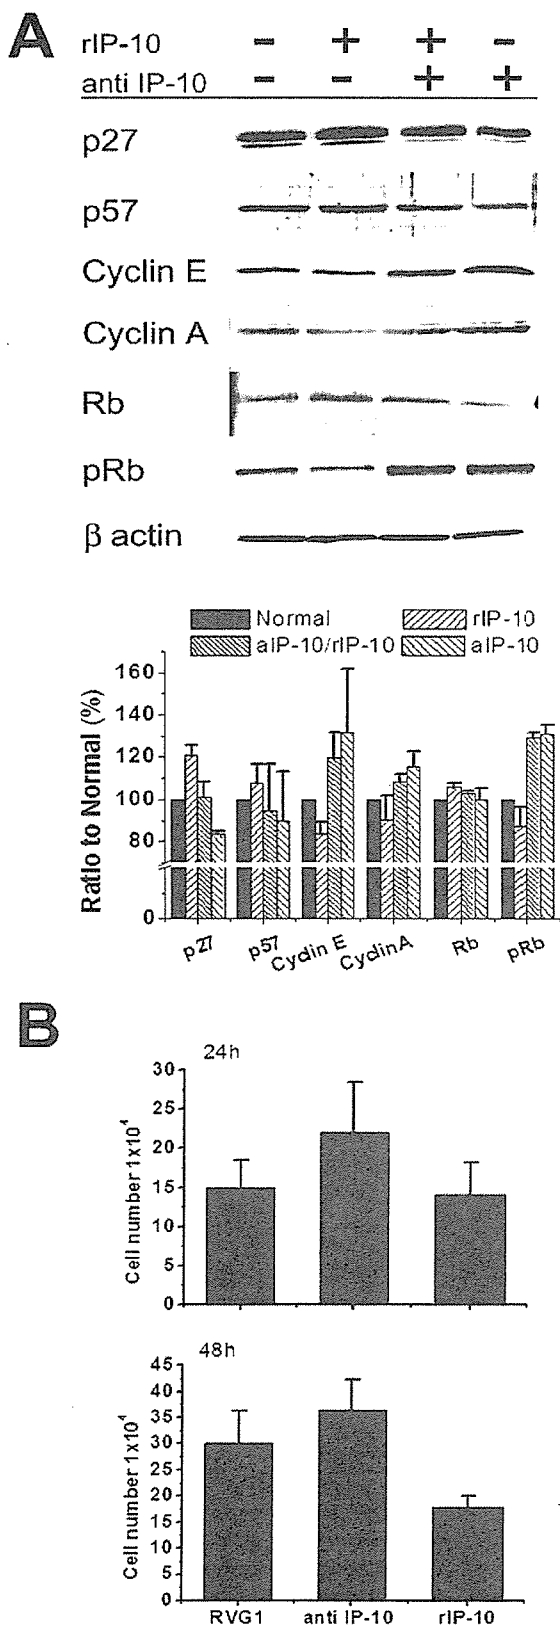 A
rIP-10 - + + -
anti IP-10 - - + +
p27
p57
Cyclin E
Cyclin A
Rb
pRb
β actin
Normal rIP-10
aIP-10/rIP-10 aIP-10
Ratio to Normal (%)
160
140
120
100
80
0
p27 p57 Cyclin E CyclinA Rb pRb
B
24h
Cell number 1x10⁴
30
25
20
15
10
5
0
48h
Cell number 1x10⁴
45
40
35
30
25
20
15
10
5
0
RVG1 anti IP-10 rIP-10